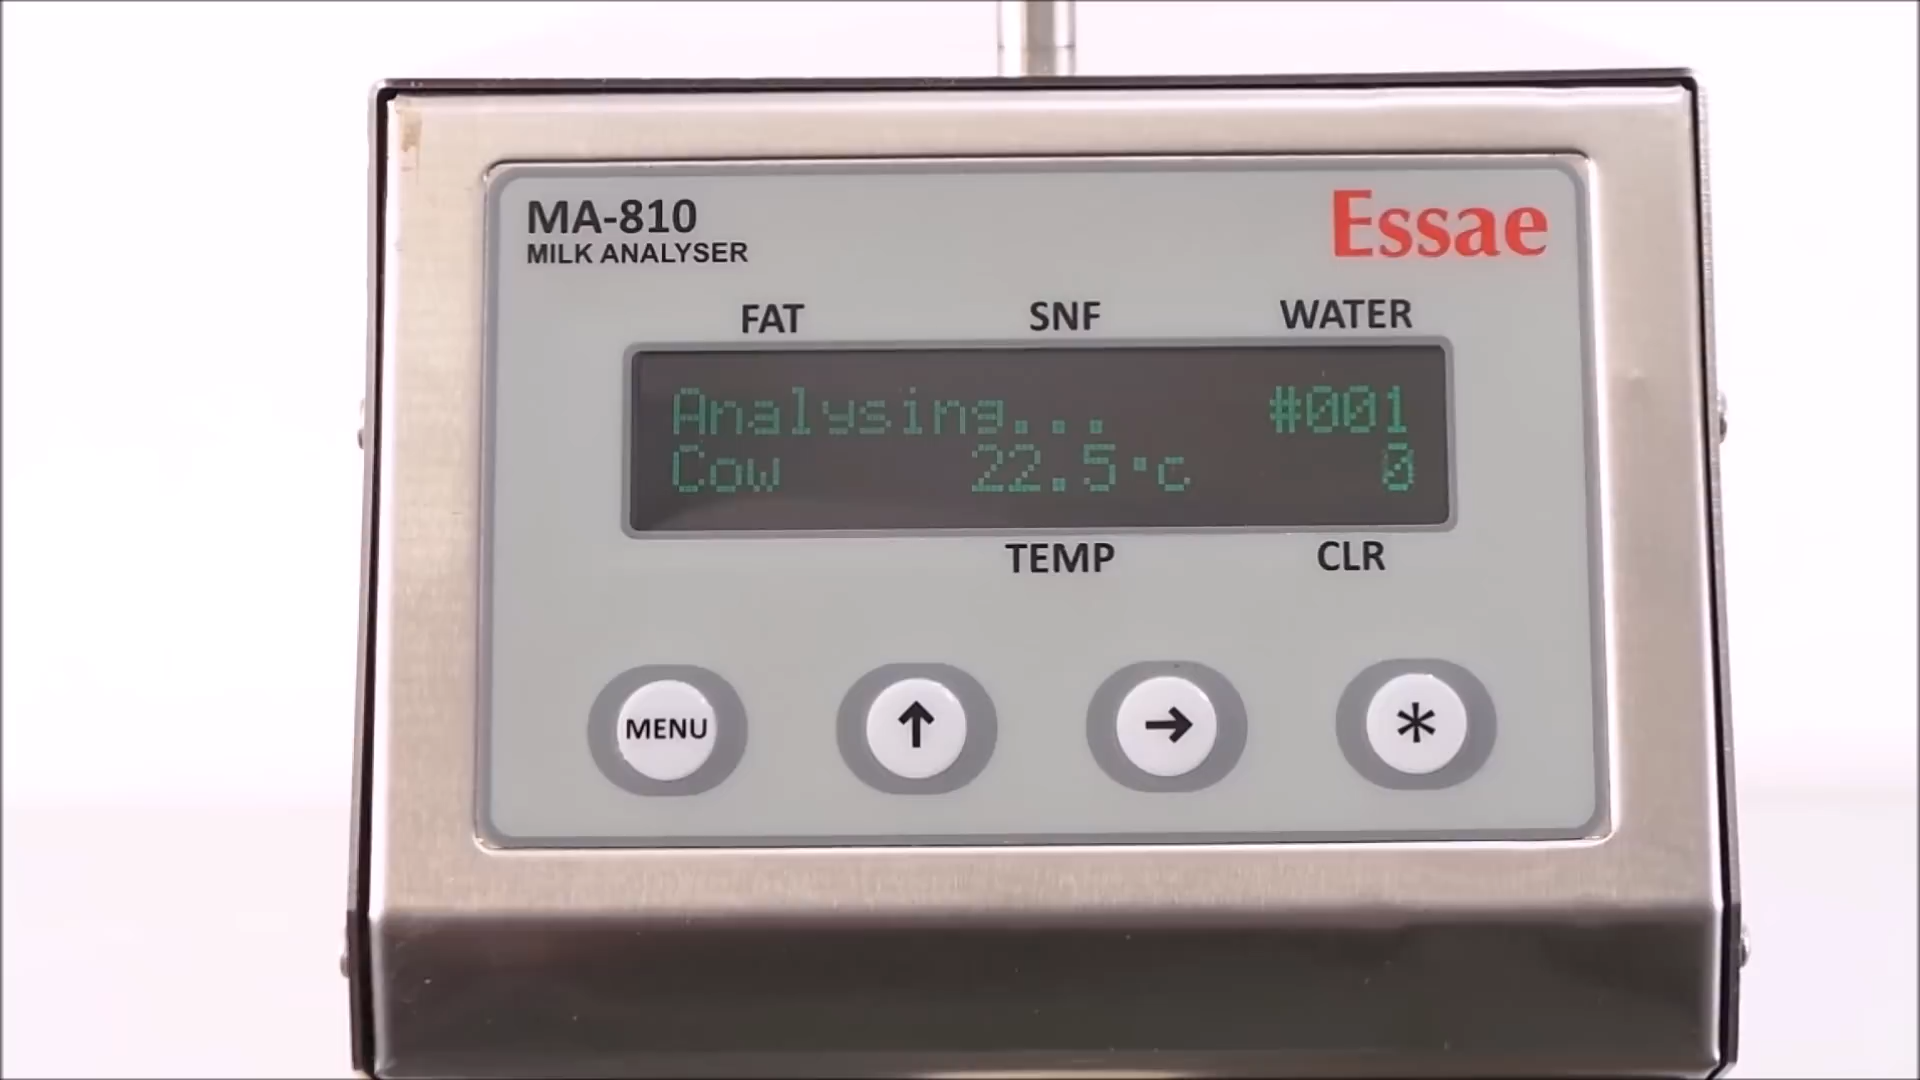 MA-810
MILK ANALYSER
Essae
FAT SNF WATER
Analysing... #001
Cow 22.5°c 0
TEMP CLR
MENU ↑ → *